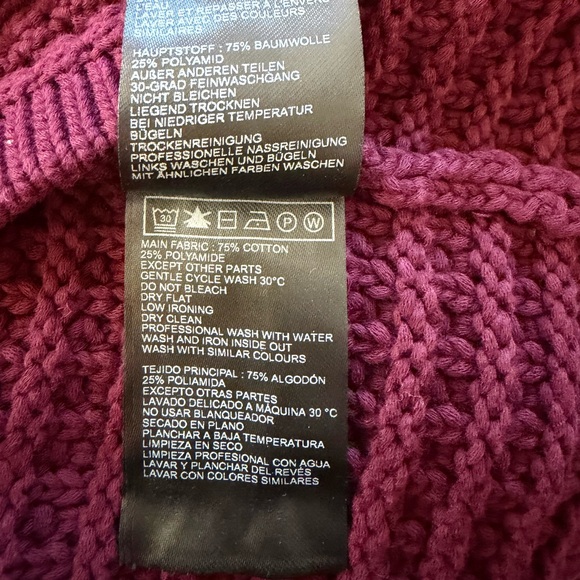 L'EAU
LAVER ET REPASSER À L'ENVERS
LAVER AVEC DES COULEURS
SIMILAIRES
HAUPTSTOFF : 75% BAUMWOLLE
25% POLYAMID
AUßER ANDEREN TEILEN
30-GRAD FEINWASCHGANG
NICHT BLEICHEN
LIEGEND TROCKNEN
BEI NIEDRIGER TEMPERATUR
BÜGELN
TROCKENREINIGUNG
PROFESSIONELLE NASSREINIGUNG
LINKS WASCHEN UND BÜGELN
MIT ÄHNLICHEN FARBEN WASCHEN
30 P W
MAIN FABRIC : 75% COTTON
25% POLYAMIDE
EXCEPT OTHER PARTS
GENTLE CYCLE WASH 30°C
DO NOT BLEACH
DRY FLAT
LOW IRONING
DRY CLEAN
PROFESSIONAL WASH WITH WATER
WASH AND IRON INSIDE OUT
WASH WITH SIMILAR COLOURS
TEJIDO PRINCIPAL : 75% ALGODÓN
25% POLIAMIDA
EXCEPTO OTRAS PARTES
LAVADO DELICADO A MÁQUINA 30 °C
NO USAR BLANQUEADOR
SECADO EN PLANO
PLANCHAR A BAJA TEMPERATURA
LIMPIEZA EN SECO
LIMPIEZA PROFESIONAL CON AGUA
LAVAR Y PLANCHAR DEL REVÉS
LAVAR CON COLORES SIMILARES